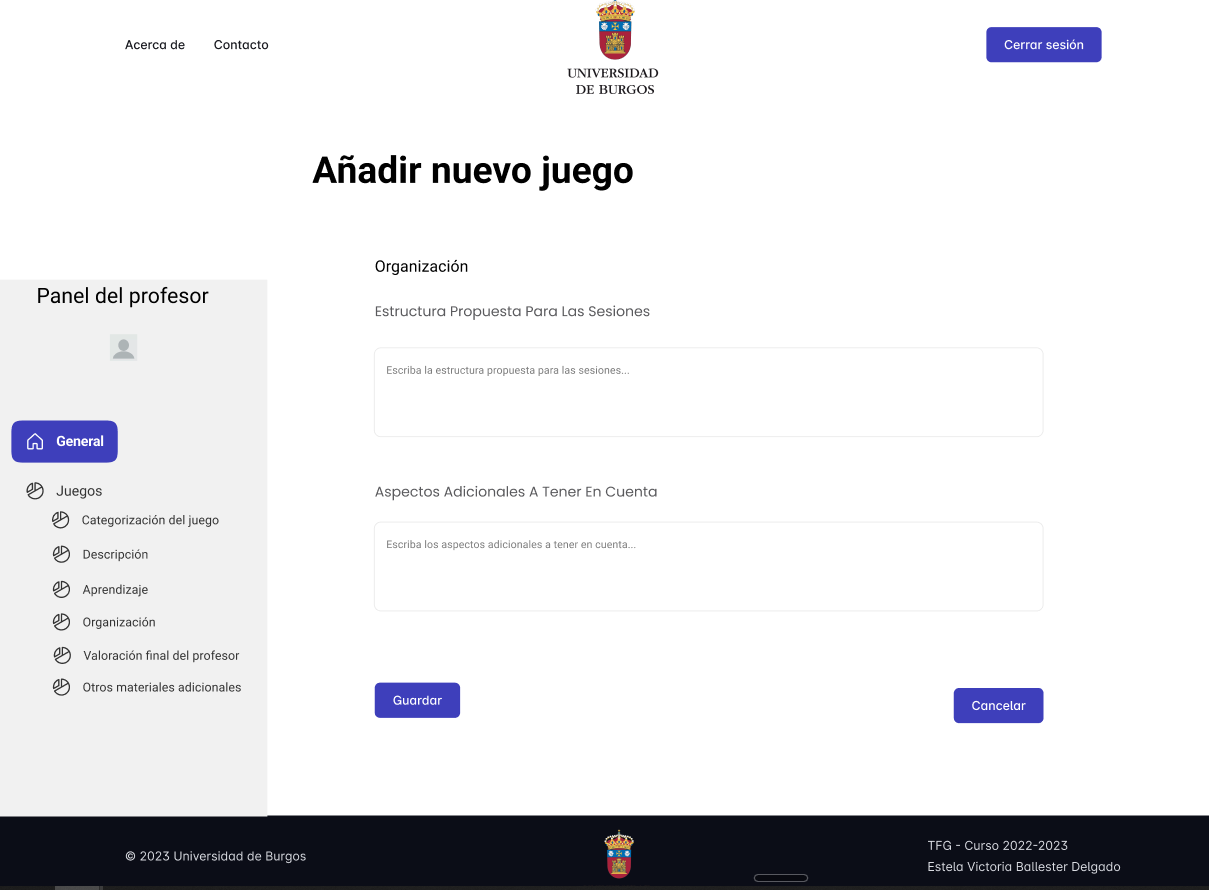 Acerca de
Contacto
UNIVERSIDAD
DE BURGOS
Cerrar sesión
Añadir nuevo juego
Panel del profesor
General
Juegos
Categorización del juego
Descripción
Aprendizaje
Organización
Valoración final del profesor
Otros materiales adicionales
Organización
Estructura Propuesta Para Las Sesiones
Escriba la estructura propuesta para las sesiones...
Aspectos Adicionales A Tener En Cuenta
Escriba los aspectos adicionales a tener en cuenta...
Guardar
Cancelar
© 2023 Universidad de Burgos
TFG - Curso 2022-2023
Estela Victoria Ballester Delgado